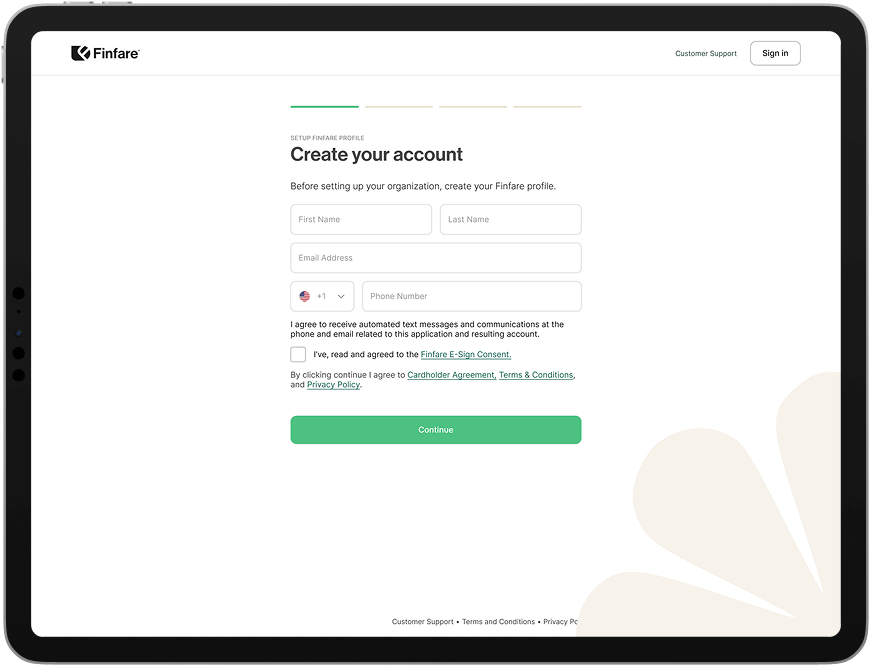 Finfare
Customer Support
Sign in
SETUP FINFARE PROFILE
Create your account
Before setting up your organization, create your Finfare profile.
First Name
Last Name
Email Address
+1
Phone Number
I agree to receive automated text messages and communications at the
phone and email related to this application and resulting account.
I've, read and agreed to the Finfare E-Sign Consent.
By clicking continue I agree to Cardholder Agreement, Terms & Conditions,
and Privacy Policy.
Continue
Customer Support • Terms and Conditions • Privacy